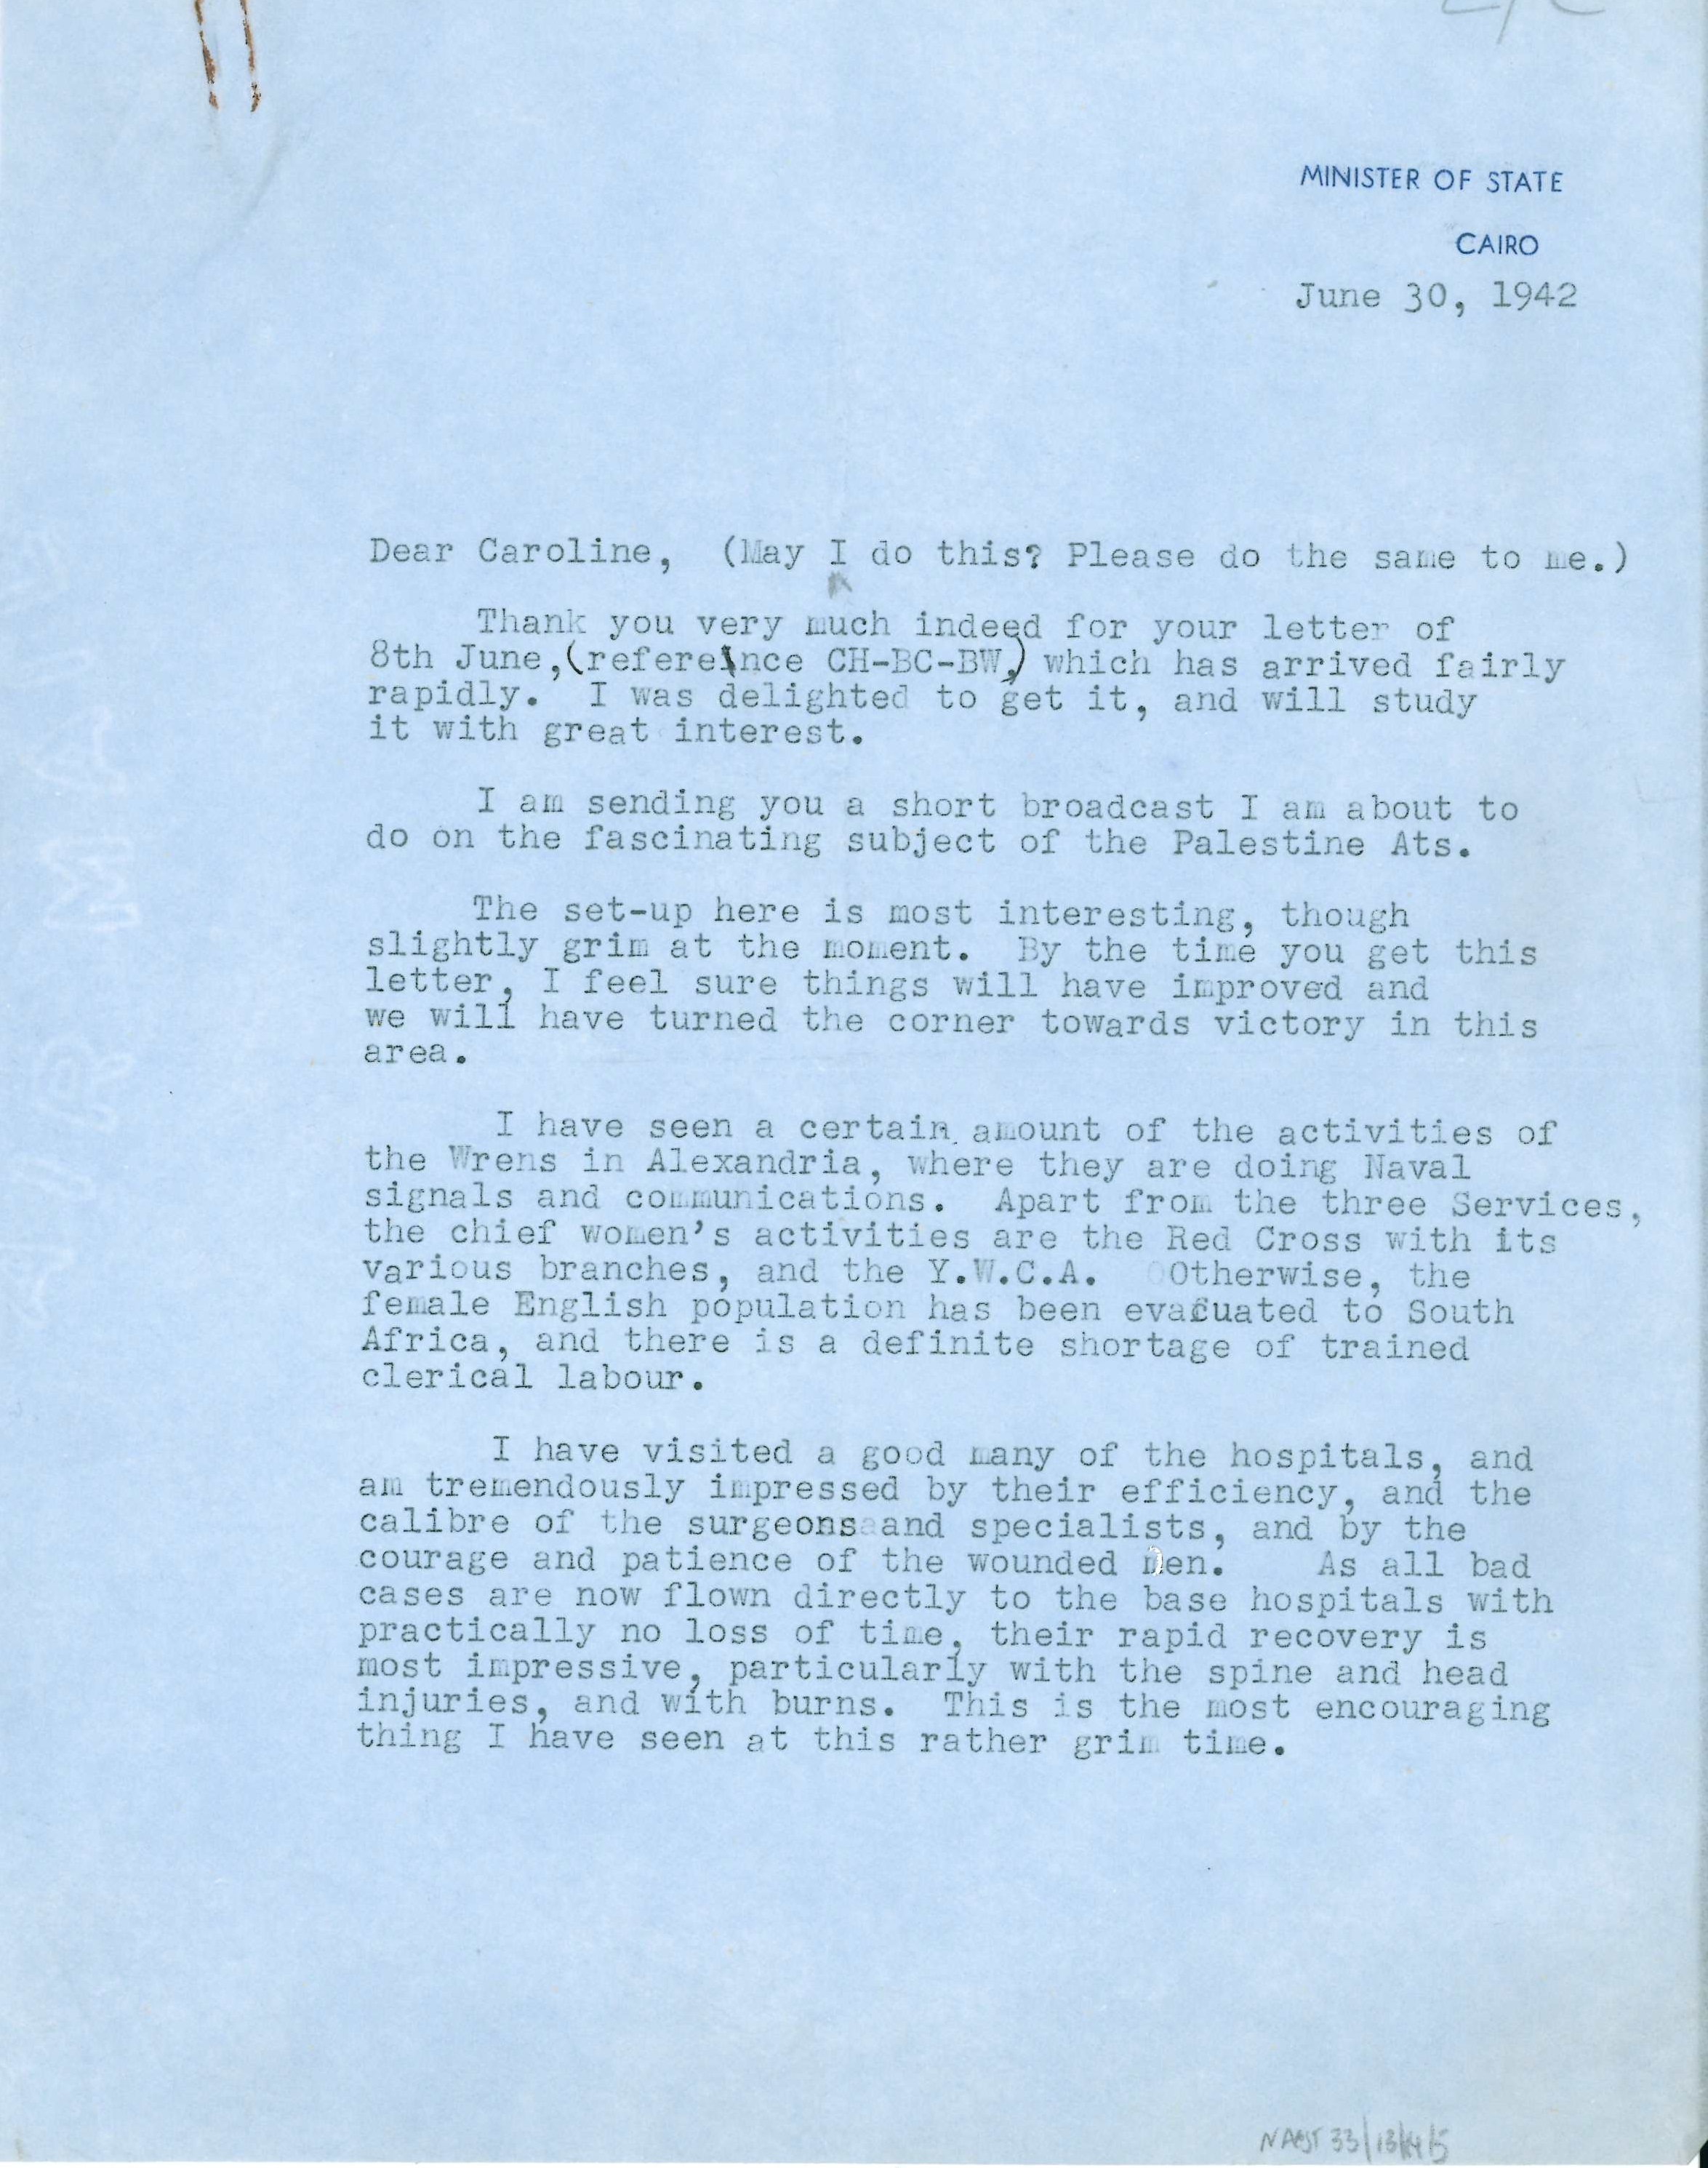 MINISTER OF STATE
CAIRO
June 30, 1942
Dear Caroline, (May I do this? Please do the same to me.)
Thank you very much indeed for your letter of
8th June,(reference CH-BC-BW,) which has arrived fairly
rapidly. I was delighted to get it, and will study
it with great interest.
I am sending you a short broadcast I am about to
do on the fascinating subject of the Palestine Ats.
The set-up here is most interesting, though
slightly grim at the moment. By the time you get this
letter, I feel sure things will have improved and
we will have turned the corner towards victory in this
area.
I have seen a certain amount of the activities of
the Wrens in Alexandria, where they are doing Naval
signals and communications. Apart from the three Services,
the chief women's activities are the Red Cross with its
various branches, and the Y.W.C.A. Otherwise, the
female English population has been evacuated to South
Africa, and there is a definite shortage of trained
clerical labour.
I have visited a good many of the hospitals, and
am tremendously impressed by their efficiency, and the
calibre of the surgeons and specialists, and by the
courage and patience of the wounded men. As all bad
cases are now flown directly to the base hospitals with
practically no loss of time, their rapid recovery is
most impressive, particularly with the spine and head
injuries, and with burns. This is the most encouraging
thing I have seen at this rather grim time.
NAEST 33/13/4/5